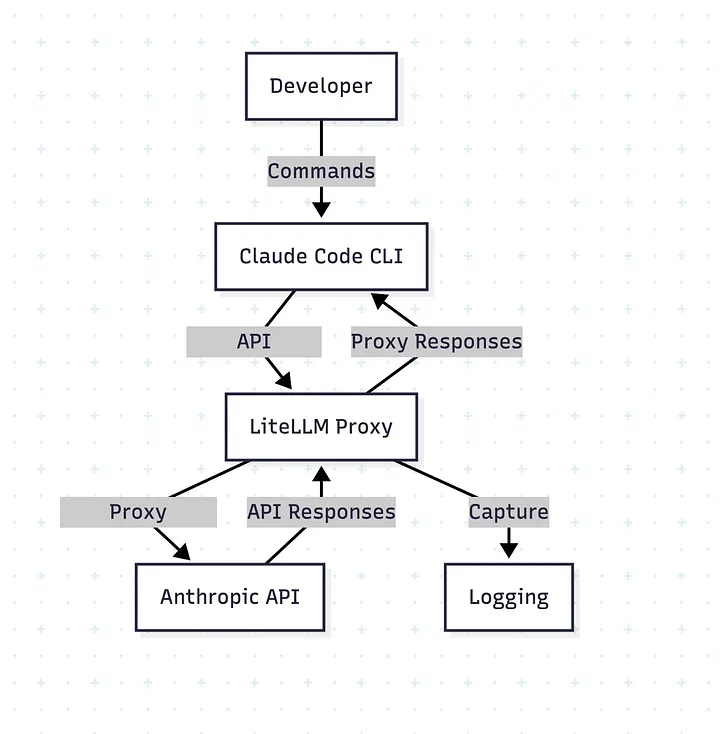 Developer
Commands
Claude Code CLI
API
Proxy Responses
LiteLLM Proxy
Proxy
API Responses
Capture
Anthropic API
Logging